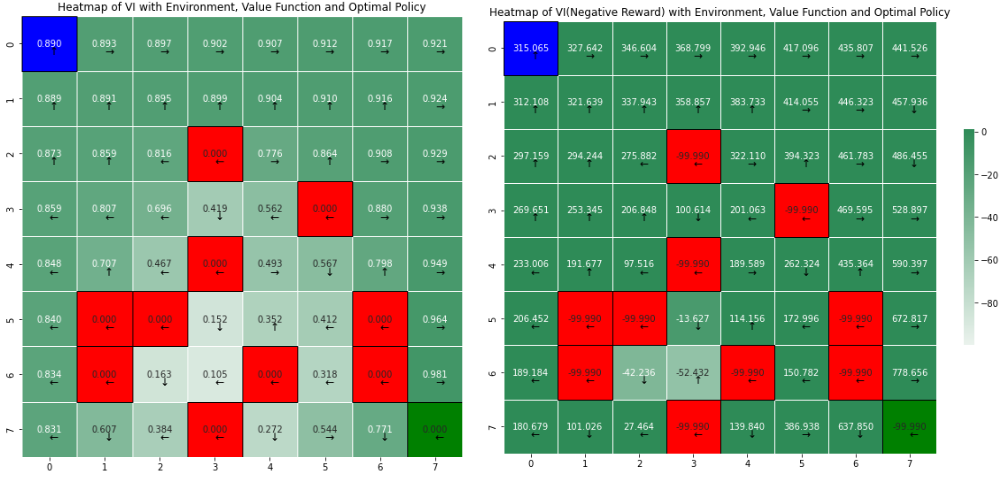 Heatmap of VI with Environment, Value Function and Optimal Policy
0 0.890 0.893 0.897 0.902 0.907 0.912 0.917 0.921
↑ → → → → → → →
1 0.889 0.891 0.895 0.899 0.904 0.910 0.916 0.924
↑ ↑ ↑ ↑ ↑ ↑ ↑ →
2 0.873 0.859 0.816 0.000 0.776 0.864 0.908 0.929
↑ ↑ ← ← → ↑ → →
3 0.859 0.807 0.696 0.419 0.562 0.000 0.880 0.938
← ← ← ↓ ← ← → →
4 0.848 0.707 0.467 0.000 0.493 0.567 0.798 0.949
← ↑ ← ← → ↓ ↑ →
5 0.840 0.000 0.000 0.152 0.352 0.412 0.000 0.964
← ← ← ↓ ↑ ← ← →
6 0.834 0.000 0.163 0.105 0.000 0.318 0.000 0.981
← ← ↓ ← ← ← ← →
7 0.831 0.607 0.384 0.000 0.272 0.544 0.771 0.000
← ↓ ← ← ↓ → ↓ ←
0 1 2 3 4 5 6 7
Heatmap of VI(Negative Reward) with Environment, Value Function and Optimal Policy
0 315.065 327.642 346.604 368.799 392.946 417.096 435.807 441.526
↑ → → → → → → →
1 312.108 321.639 337.943 358.857 383.733 414.055 446.323 457.936
↑ ↑ ↑ ↑ ↑ → → ↓
2 297.159 294.244 275.882 -99.990 322.110 394.323 461.783 486.455
↑ ↑ ← ← → ↑ → →
3 269.651 253.345 206.848 100.614 201.063 -99.990 469.595 528.897
↑ ↑ ← ↓ ← ← → →
4 233.006 191.677 97.516 -99.990 189.589 262.324 435.364 590.397
← ↑ ← ← → ↓ ↑ →
5 206.452 -99.990 -99.990 -13.627 114.156 172.996 -99.990 672.817
← ← ← ↓ ↑ ← ← →
6 189.184 -99.990 -42.236 -52.432 -99.990 150.782 -99.990 778.656
← ← ↓ ↑ ← → ← →
7 180.679 101.026 27.464 -99.990 139.840 386.938 637.850 -99.990
← ↓ ↓ ← ↓ → ↓ ←
0 1 2 3 4 5 6 7
0
−20
−40
−60
−80